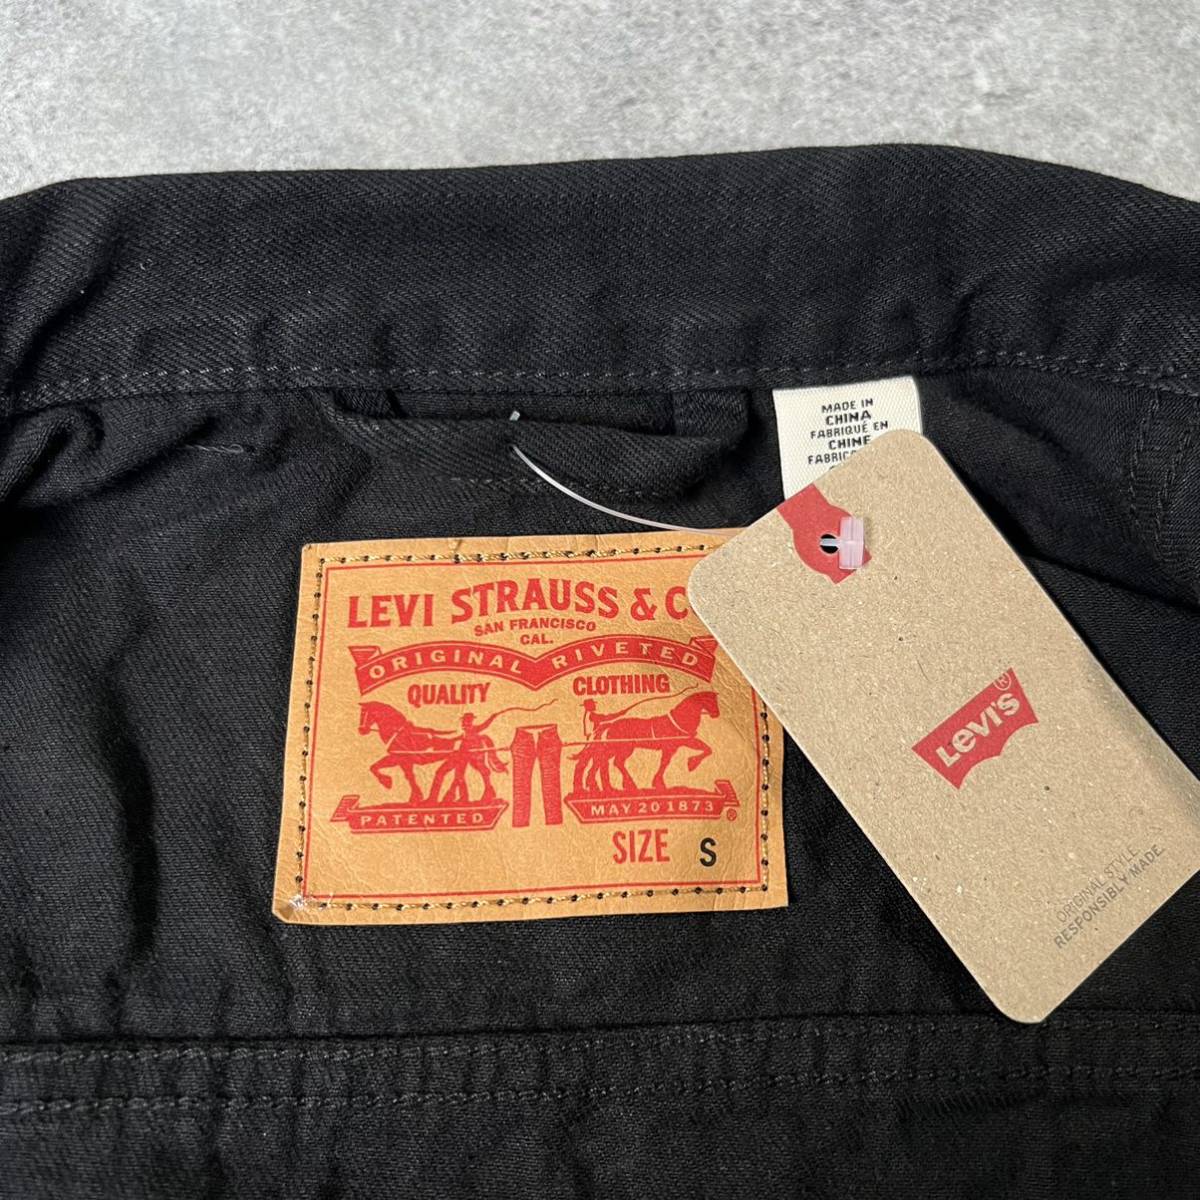 MADE IN
CHINA
FABRIQUÉ EN
CHINE
LEVI STRAUSS & C
SAN FRANCISCO
CAL.
ORIGINAL RIVETED
QUALITY CLOTHING
PATENTED MAY 20 1873 ®
SIZE S
Levi's®
ORIGINAL STYLE
RESPONSIBLY MADE.